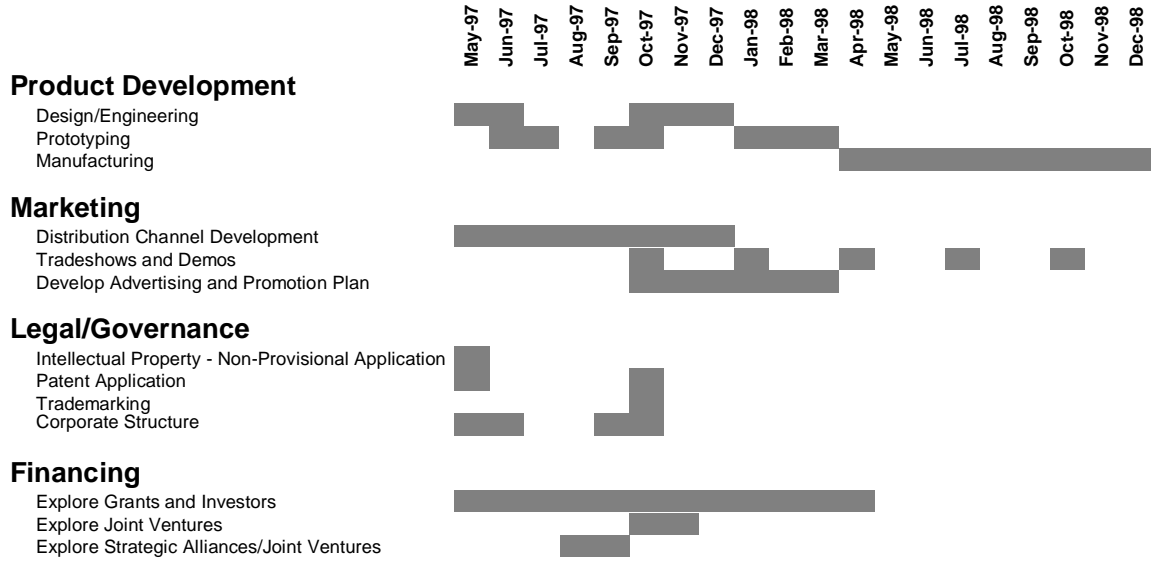 May-97 Jun-97 Jul-97 Aug-97 Sep-97 Oct-97 Nov-97 Dec-97 Jan-98 Feb-98 Mar-98 Apr-98 May-98 Jun-98 Jul-98 Aug-98 Sep-98 Oct-98 Nov-98 Dec-98
Product Development
Design/Engineering
Prototyping
Manufacturing
Marketing
Distribution Channel Development
Tradeshows and Demos
Develop Advertising and Promotion Plan
Legal/Governance
Intellectual Property - Non-Provisional Application
Patent Application
Trademarking
Corporate Structure
Financing
Explore Grants and Investors
Explore Joint Ventures
Explore Strategic Alliances/Joint Ventures